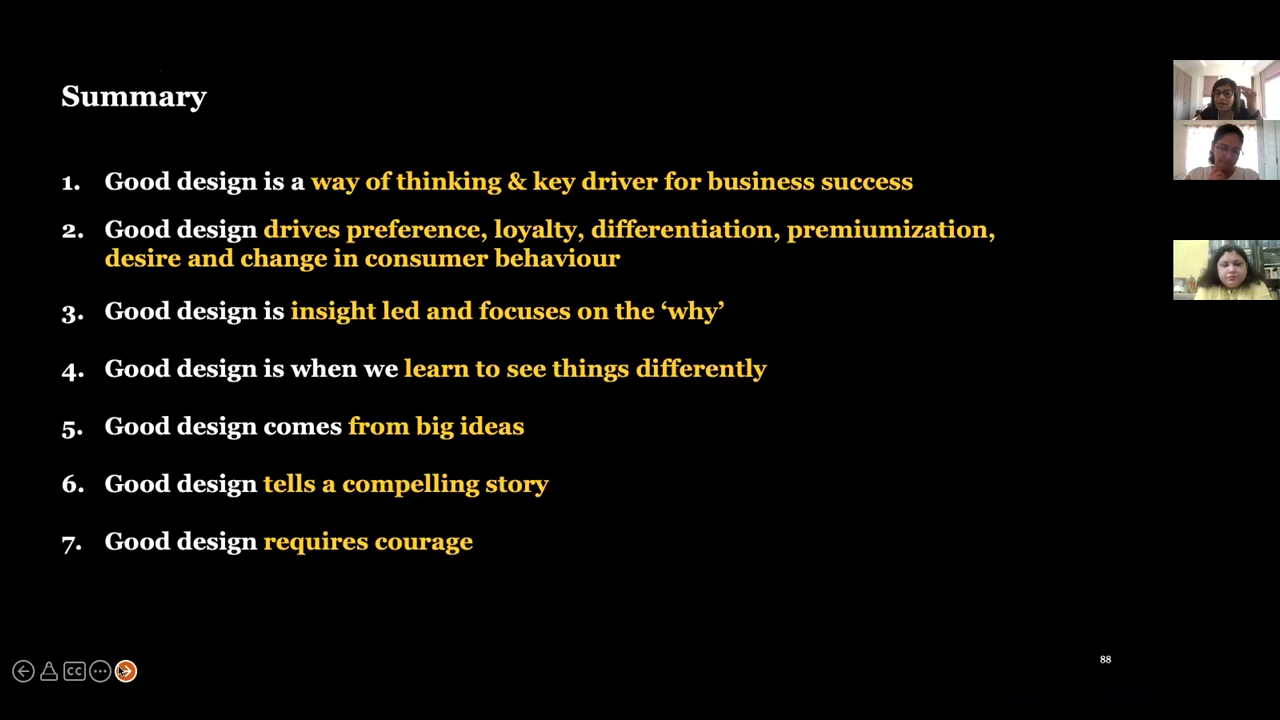 Summary
1. Good design is a way of thinking & key driver for business success
2. Good design drives preference, loyalty, differentiation, premiumization,
desire and change in consumer behaviour
3. Good design is insight led and focuses on the ‘why’
4. Good design is when we learn to see things differently
5. Good design comes from big ideas
6. Good design tells a compelling story
7. Good design requires courage
CC
88